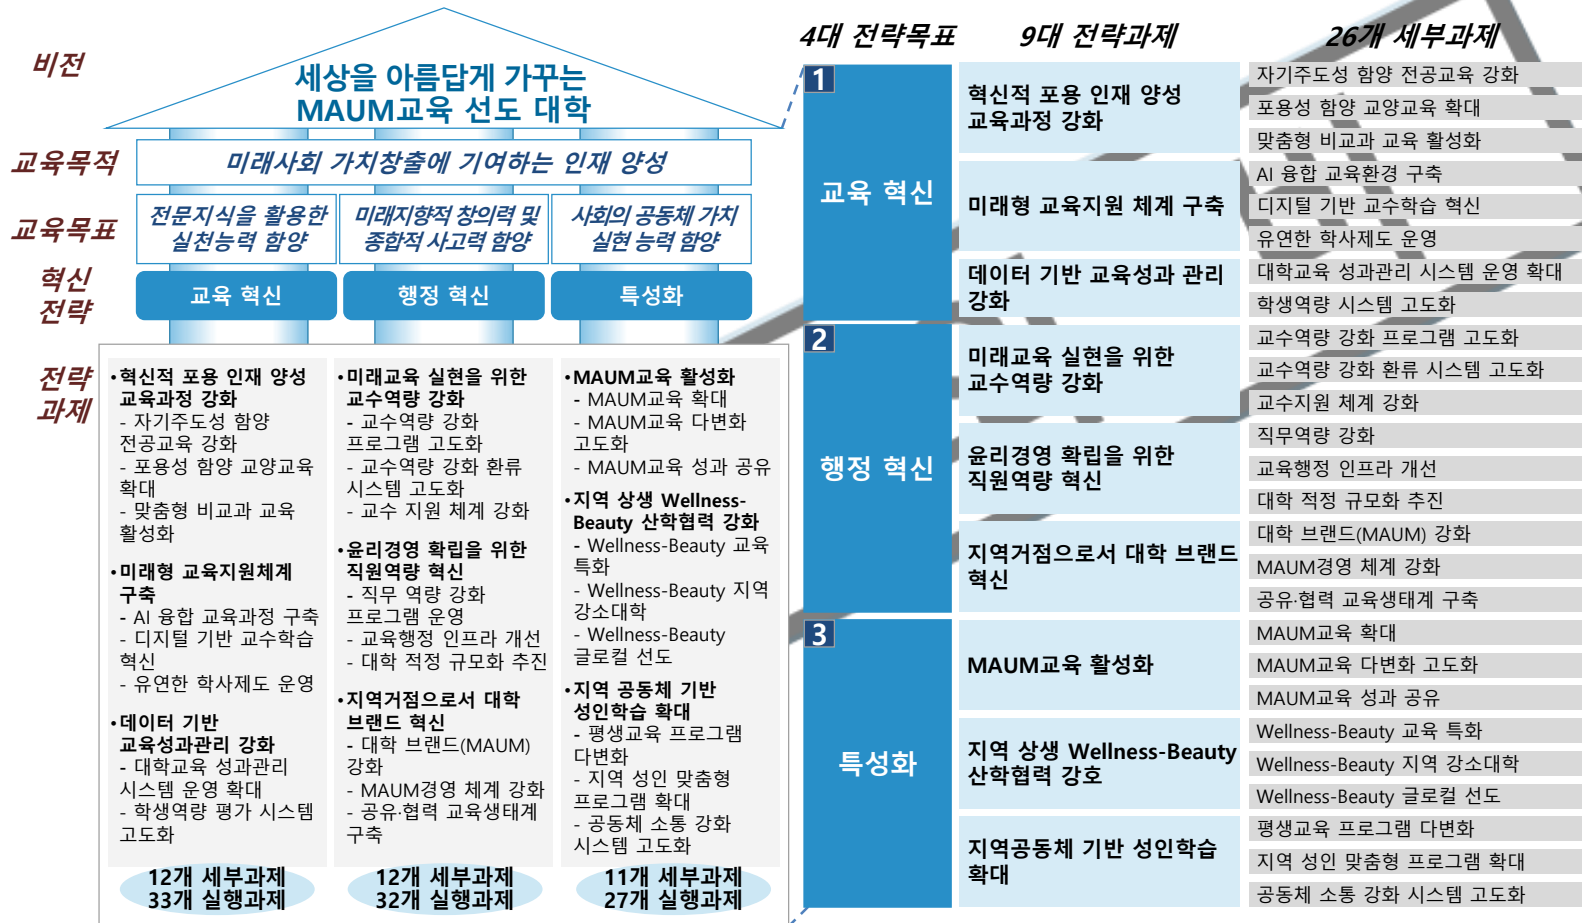 비전
세상을 아름답게 가꾸는
MAUM교육 선도 대학
교육목적
미래사회 가치창출에 기여하는 인재 양성
교육목표
전문지식을 활용한
실천능력 함양
미래지향적 창의력 및
종합적 사고력 함양
사회의 공동체 가치
실현 능력 함양
혁신
전략
교육 혁신
행정 혁신
특성화
전략
과제
•혁신적 포용 인재 양성
교육과정 강화
- 자기주도성 함양
전공교육 강화
- 포용성 함양 교양교육
확대
- 맞춤형 비교과 교육
활성화
•미래형 교육지원체계
구축
- AI 융합 교육과정 구축
- 디지털 기반 교수학습
혁신
- 유연한 학사제도 운영
•데이터 기반
교육성과관리 강화
- 대학교육 성과관리
시스템 운영 확대
- 학생역량 평가 시스템
고도화
12개 세부과제
33개 실행과제
•미래교육 실현을 위한
교수역량 강화
- 교수역량 강화
프로그램 고도화
- 교수역량 강화 환류
시스템 고도화
- 교수 지원 체계 강화
•윤리경영 확립을 위한
직원역량 혁신
- 직무 역량 강화
프로그램 운영
- 교육행정 인프라 개선
- 대학 적정 규모화 추진
•지역거점으로서 대학
브랜드 혁신
- 대학 브랜드(MAUM)
강화
- MAUM경영 체계 강화
- 공유·협력 교육생태계
구축
12개 세부과제
32개 실행과제
•MAUM교육 활성화
- MAUM교육 확대
- MAUM교육 다변화
고도화
- MAUM교육 성과 공유
•지역 상생 Wellness-
Beauty 산학협력 강화
- Wellness-Beauty 교육
특화
- Wellness-Beauty 지역
강소대학
- Wellness-Beauty
글로컬 선도
•지역 공동체 기반
성인학습 확대
- 평생교육 프로그램
다변화
- 지역 성인 맞춤형
프로그램 확대
- 공동체 소통 강화
시스템 고도화
11개 세부과제
27개 실행과제
4대 전략목표
9대 전략과제
26개 세부과제
1
교육 혁신
혁신적 포용 인재 양성
교육과정 강화
자기주도성 함양 전공교육 강화
포용성 함양 교양교육 확대
맞춤형 비교과 교육 활성화
미래형 교육지원 체계 구축
AI 융합 교육환경 구축
디지털 기반 교수학습 혁신
유연한 학사제도 운영
데이터 기반 교육성과 관리
강화
대학교육 성과관리 시스템 운영 확대
학생역량 시스템 고도화
2
행정 혁신
미래교육 실현을 위한
교수역량 강화
교수역량 강화 프로그램 고도화
교수역량 강화 환류 시스템 고도화
교수지원 체계 강화
윤리경영 확립을 위한
직원역량 혁신
직무역량 강화
교육행정 인프라 개선
대학 적정 규모화 추진
지역거점으로서 대학 브랜드
혁신
대학 브랜드(MAUM) 강화
MAUM경영 체계 강화
공유·협력 교육생태계 구축
3
특성화
MAUM교육 활성화
MAUM교육 확대
MAUM교육 다변화 고도화
MAUM교육 성과 공유
지역 상생 Wellness-Beauty
산학협력 강호
Wellness-Beauty 교육 특화
Wellness-Beauty 지역 강소대학
Wellness-Beauty 글로컬 선도
지역공동체 기반 성인학습
확대
평생교육 프로그램 다변화
지역 성인 맞춤형 프로그램 확대
공동체 소통 강화 시스템 고도화